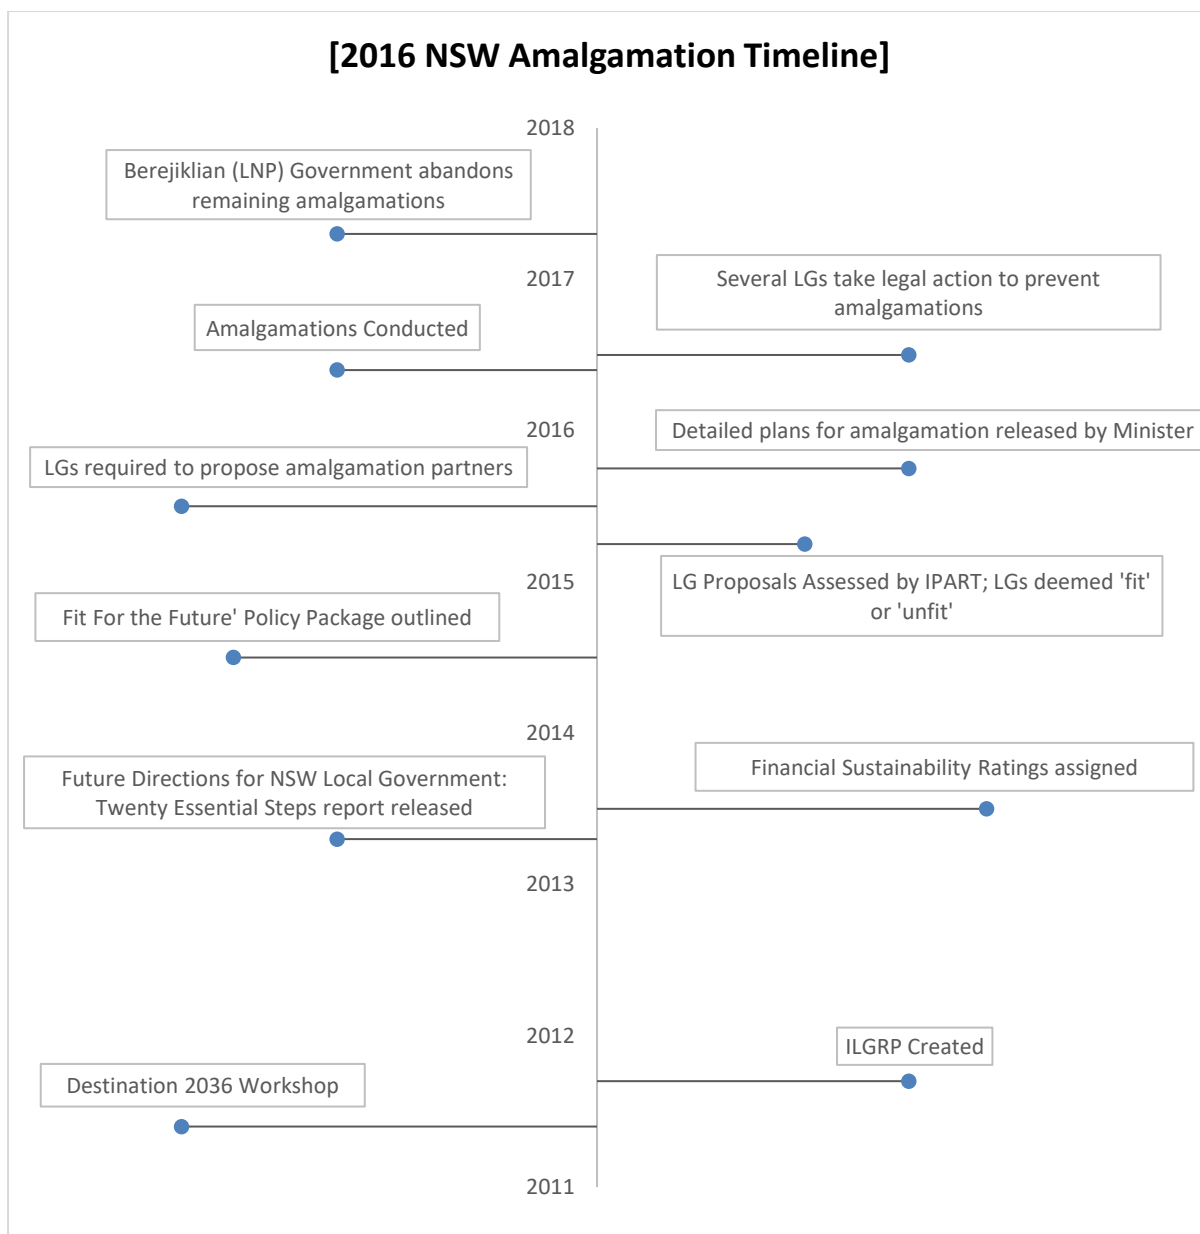 [2016 NSW Amalgamation Timeline]
2018
Berejiklian (LNP) Government abandons
remaining amalgamations
2017
Several LGs take legal action to prevent
amalgamations
Amalgamations Conducted
2016
Detailed plans for amalgamation released by Minister
LGs required to propose amalgamation partners
2015
LG Proposals Assessed by IPART; LGs deemed 'fit'
or 'unfit'
Fit For the Future' Policy Package outlined
2014
Future Directions for NSW Local Government:
Twenty Essential Steps report released
Financial Sustainability Ratings assigned
2013
2012
ILGRP Created
Destination 2036 Workshop
2011